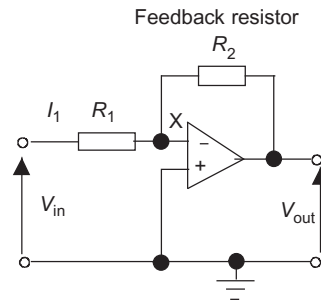 Feedback resistor
R2
I1 R1 X
−
+
Vin
Vout